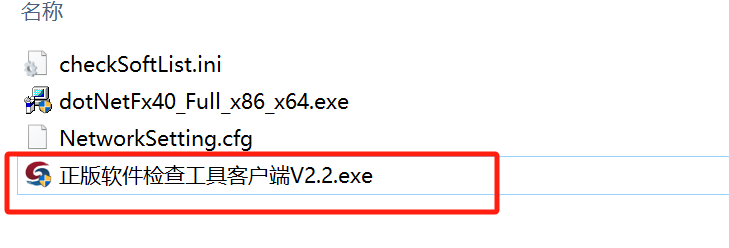 名称
checkSoftList.ini
dotNetFx40_Full_x86_x64.exe
NetworkSetting.cfg
正版软件检查工具客户端V2.2.exe